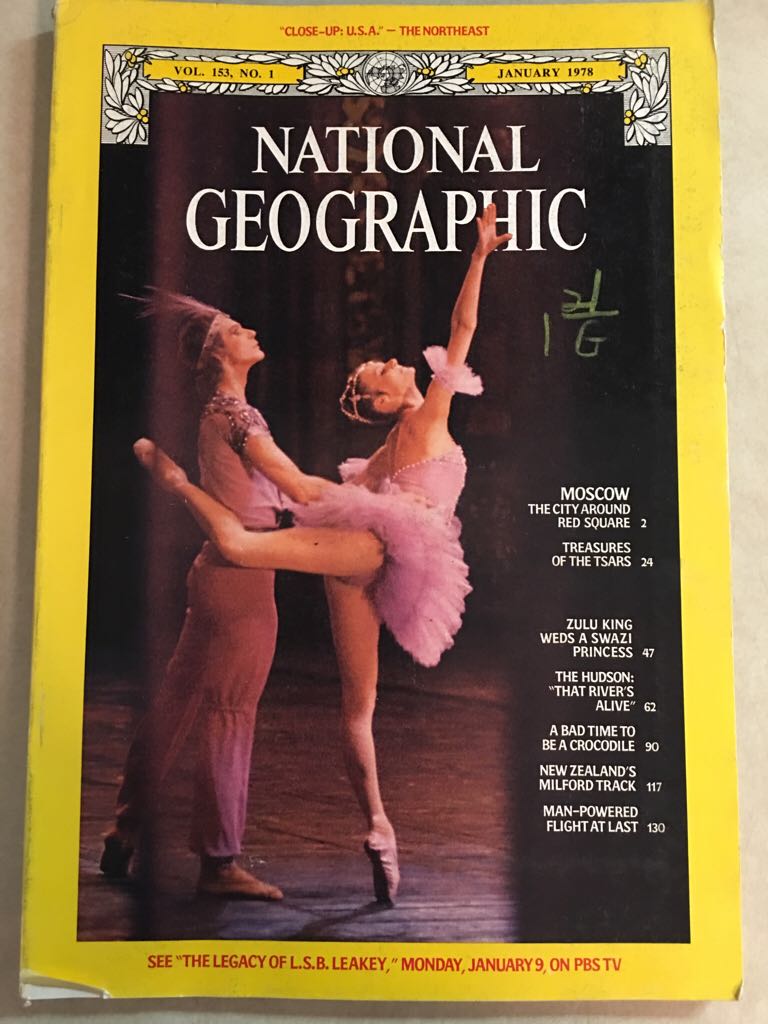 "CLOSE-UP: U.S.A." — THE NORTHEAST
VOL. 153, NO. 1
JANUARY 1978
NATIONAL
GEOGRAPHIC
MOSCOW
THE CITY AROUND
RED SQUARE 2
TREASURES
OF THE TSARS 24
ZULU KING
WEDS A SWAZI
PRINCESS 47
THE HUDSON:
"THAT RIVER'S
ALIVE" 62
A BAD TIME TO
BE A CROCODILE 90
NEW ZEALAND'S
MILFORD TRACK 117
MAN-POWERED
FLIGHT AT LAST 130
SEE "THE LEGACY OF L.S.B. LEAKEY," MONDAY, JANUARY 9, ON PBS TV